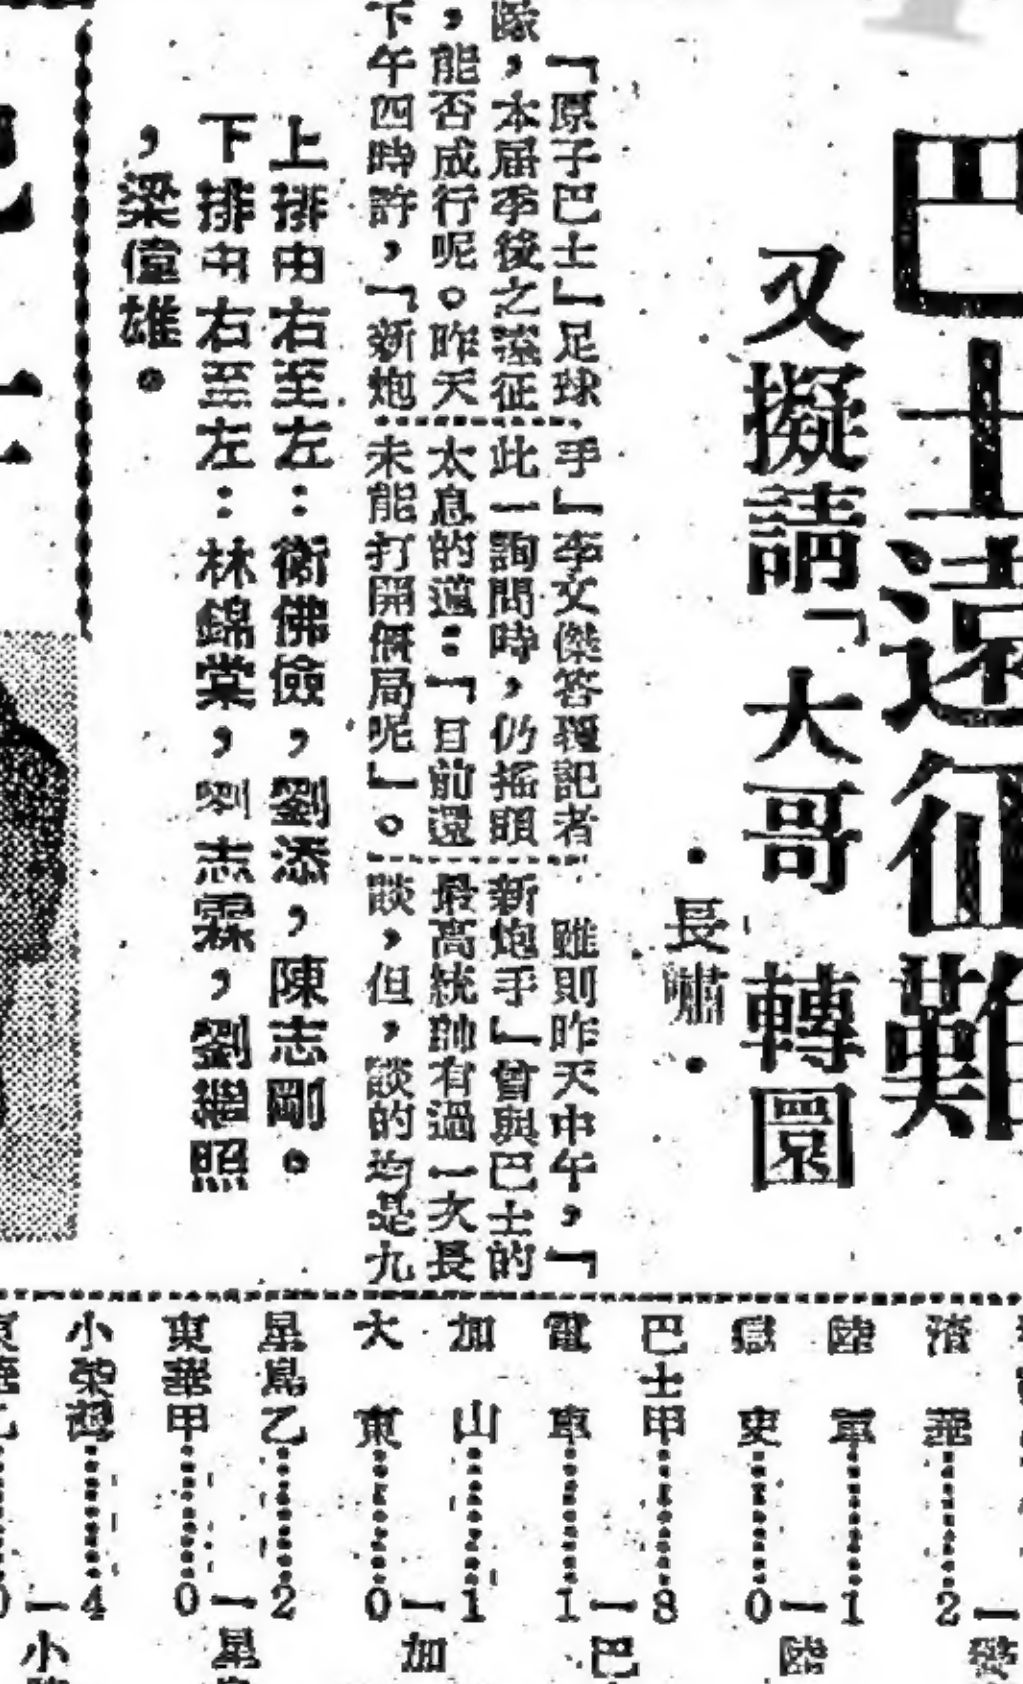 巴士遠征難
又擬請「大哥」轉圜
·長嘯·
「原子巴士」足球
隊，本屆季後之遠征
，能否成行呢。昨天
下午四時許，「新炮
手」李文傑答覆記者
此一詢問時，仍搖頭
太息的道：「目前還
未能打開僵局呢」。
雖則昨天中午，「
新炮手」曾與巴士的
最高統帥有過一次長
談，但，談的均是九
上排由右至左：衛佛儉，劉添，陳志剛。
下排由右至左：林錦棠，劉志霖，劉繼照
，梁偉雄。
陸軍 1
獄吏 0
巴士甲 8
電車 1
加山 1
大東 0
星島乙 2
東華甲 0
小榮超 4